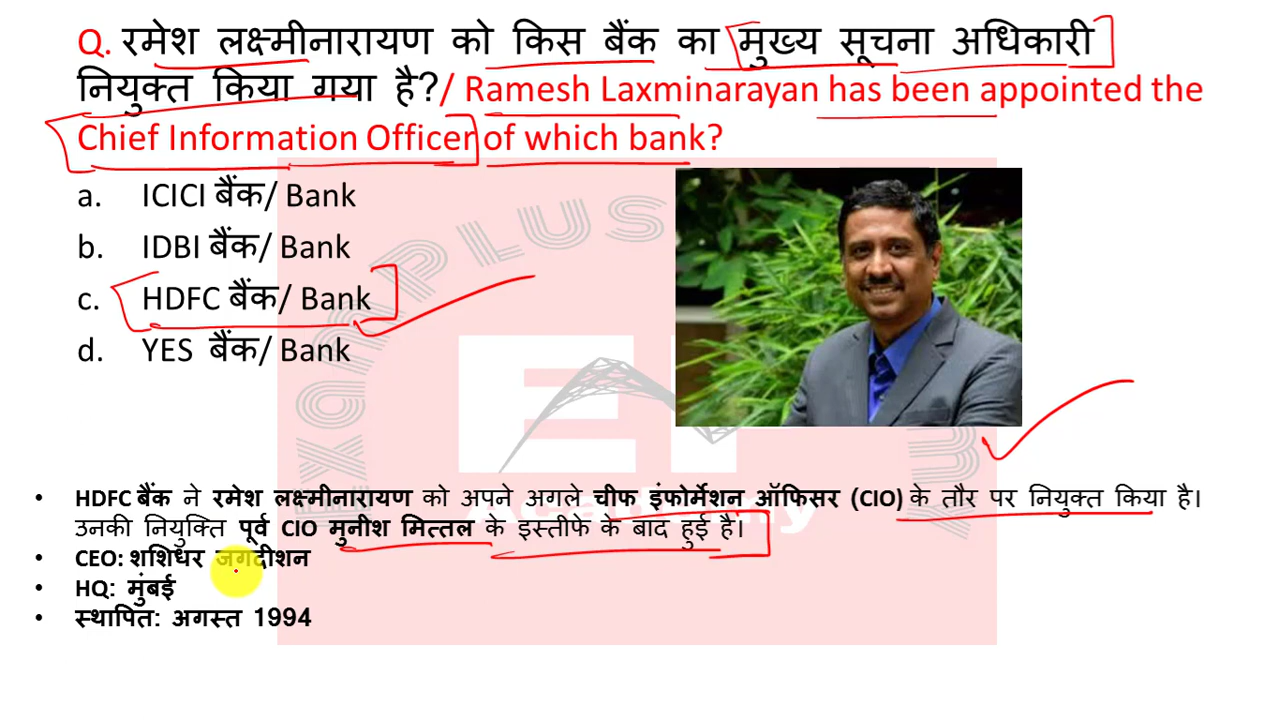 Q. रमेश लक्ष्मीनारायण को किस बैंक का मुख्य सूचना अधिकारी
नियुक्त किया गया है?/ Ramesh Laxminarayan has been appointed the
Chief Information Officer of which bank?
a. ICICI बैंक/ Bank
b. IDBI बैंक/ Bank
c. HDFC बैंक/ Bank
d. YES बैंक/ Bank
EXAMPLUS
Academy
• HDFC बैंक ने रमेश लक्ष्मीनारायण को अपने अगले चीफ इंफोर्मेशन ऑफिसर (CIO) के तौर पर नियुक्त किया है।
उनकी नियुक्ति पूर्व CIO मुनीश मित्तल के इस्तीफे के बाद हुई है।
• CEO: शशिधर जगदीशन
• HQ: मुंबई
• स्थापित: अगस्त 1994